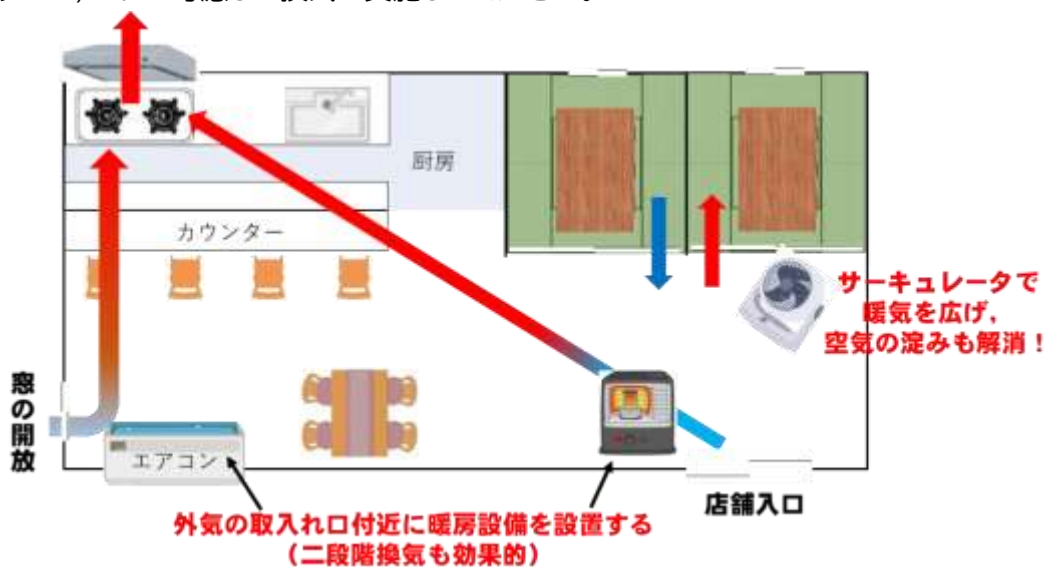 厨房
カウンター
サーキュレータで
暖気を広げ,
空気の淀みも解消!
窓の開放
エアコン
店舗入口
外気の取入れ口付近に暖房設備を設置する
(二段階換気も効果的)